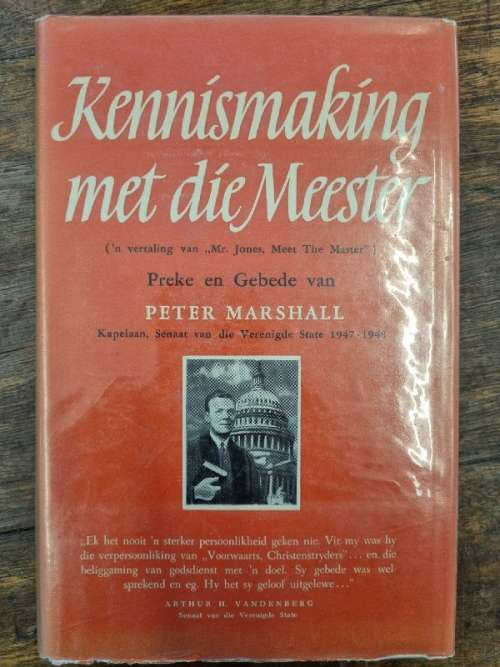 Kennismaking
met die Meester
('n vertaling van „Mr. Jones, Meet The Master")
Preke en Gebede van
PETER MARSHALL
Kapelaan, Senaat van die Verenigde State 1947-1948
„Ek het nooit 'n sterker persoonlikheid geken nie. Vir my was hy
die verpersoonliking van „Voorwaarts, Christenstryders" ... en die
beliggaming van godsdiens met 'n doel. Sy gebede was wel-
sprekend en eg. Hy het sy geloof uitgelewe ..."
ARTHUR H. VANDENBERG
Senaat van die Verenigde State